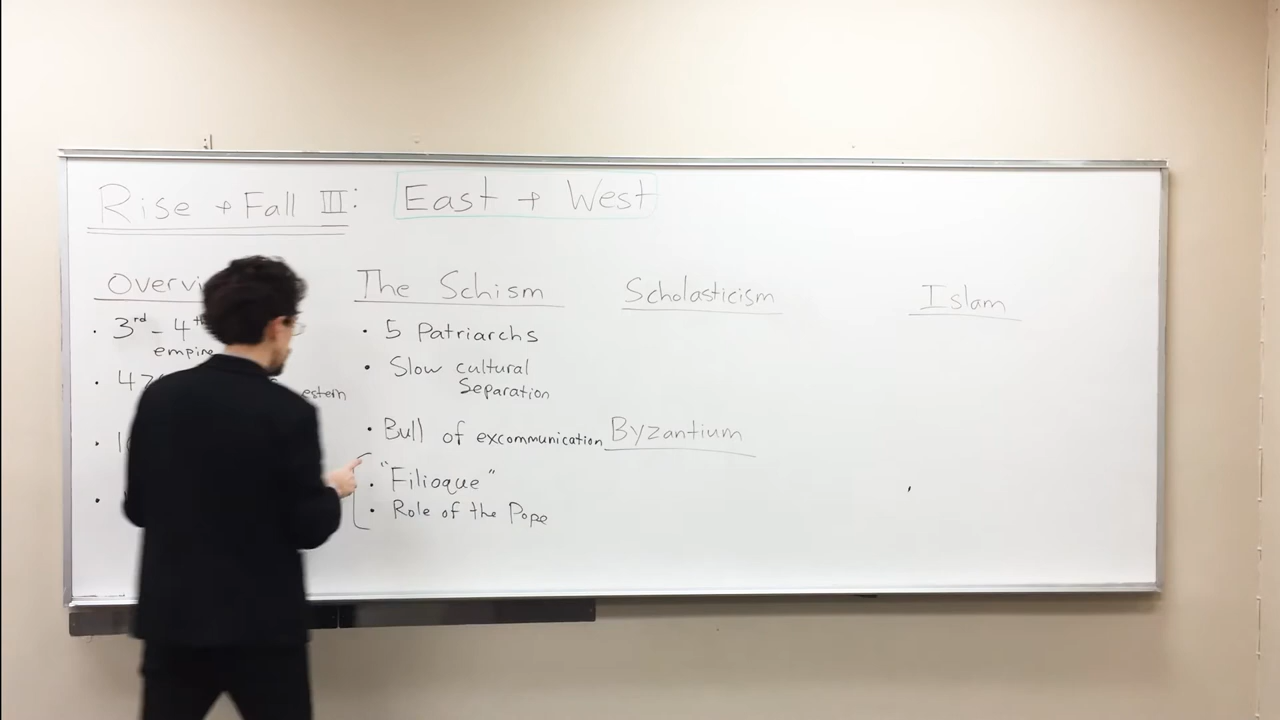 Rise + Fall III: East + West
Overvi
• 3rd - 4th
empire
• 47
estern
•
•
The Schism
• 5 Patriarchs
• Slow cultural
Separation
• Bull of excommunication
• "Filioque"
• Role of the Pope
Scholasticism
Byzantium
Islam